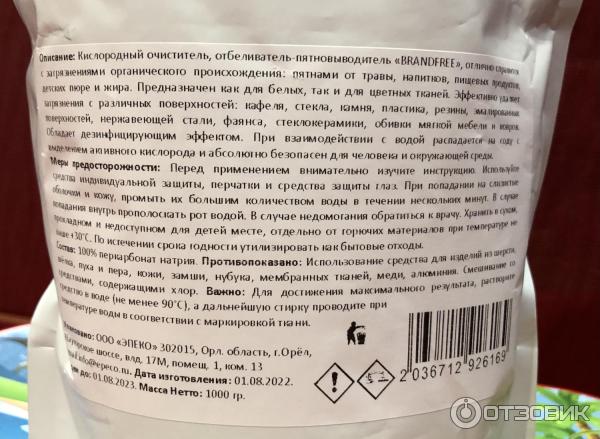 Описание: Кислородный очиститель, отбеливатель-пятновыводитель «BRANDFREE», отлично справится
с загрязнениями органического происхождения: пятнами от травы, напитков, пищевых продуктов,
детских пюре и жира. Предназначен как для белых, так и для цветных тканей. Эффективно удаляет
загрязнения с различных поверхностей: кафеля, стекла, камня, пластика, резины, эмалированных
поверхностей, нержавеющей стали, фаянса, стеклокерамики, обивки мягкой мебели и ковров.
Обладает дезинфицирующим эффектом. При взаимодействии с водой распадается на соду с
выделением активного кислорода и абсолютно безопасен для человека и окружающей среды.
Меры предосторожности: Перед применением внимательно изучите инструкцию. Используйте
средства индивидуальной защиты, перчатки и средства защиты глаз. При попадании на слизистые
оболочки и кожу, промыть их большим количеством воды в течении нескольких минут. В случае
попадания внутрь прополоскать рот водой. В случае недомогания обратиться к врачу. Хранить в сухом,
прохладном и недоступном для детей месте, отдельно от горючих материалов при температуре не
выше +30°С. По истечении срока годности утилизировать как бытовые отходы.
Состав: 100% перкарбонат натрия. Противопоказано: Использование средства для изделий из шерсти,
шёлка, пуха и пера, кожи, замши, нубука, мембранных тканей, меди, алюминия. Смешивание со
средствами, содержащими хлор. Важно: Для достижения максимального результата, растворите
средство в воде (не менее 90°С), а дальнейшую стирку проводите при
температуре воды в соответствии с маркировкой ткани.
ООО «ЭПЕКО» 302015, Орл. область, г.Орёл,
шоссе, влд. 17М, помещ. 1, ком. 13
info@epeco.ru Дата изготовления: 01.08.2022.
до: 01.08.2023. Масса Нетто: 1000 гр.
2 036712 926169
ОТЗОВИК